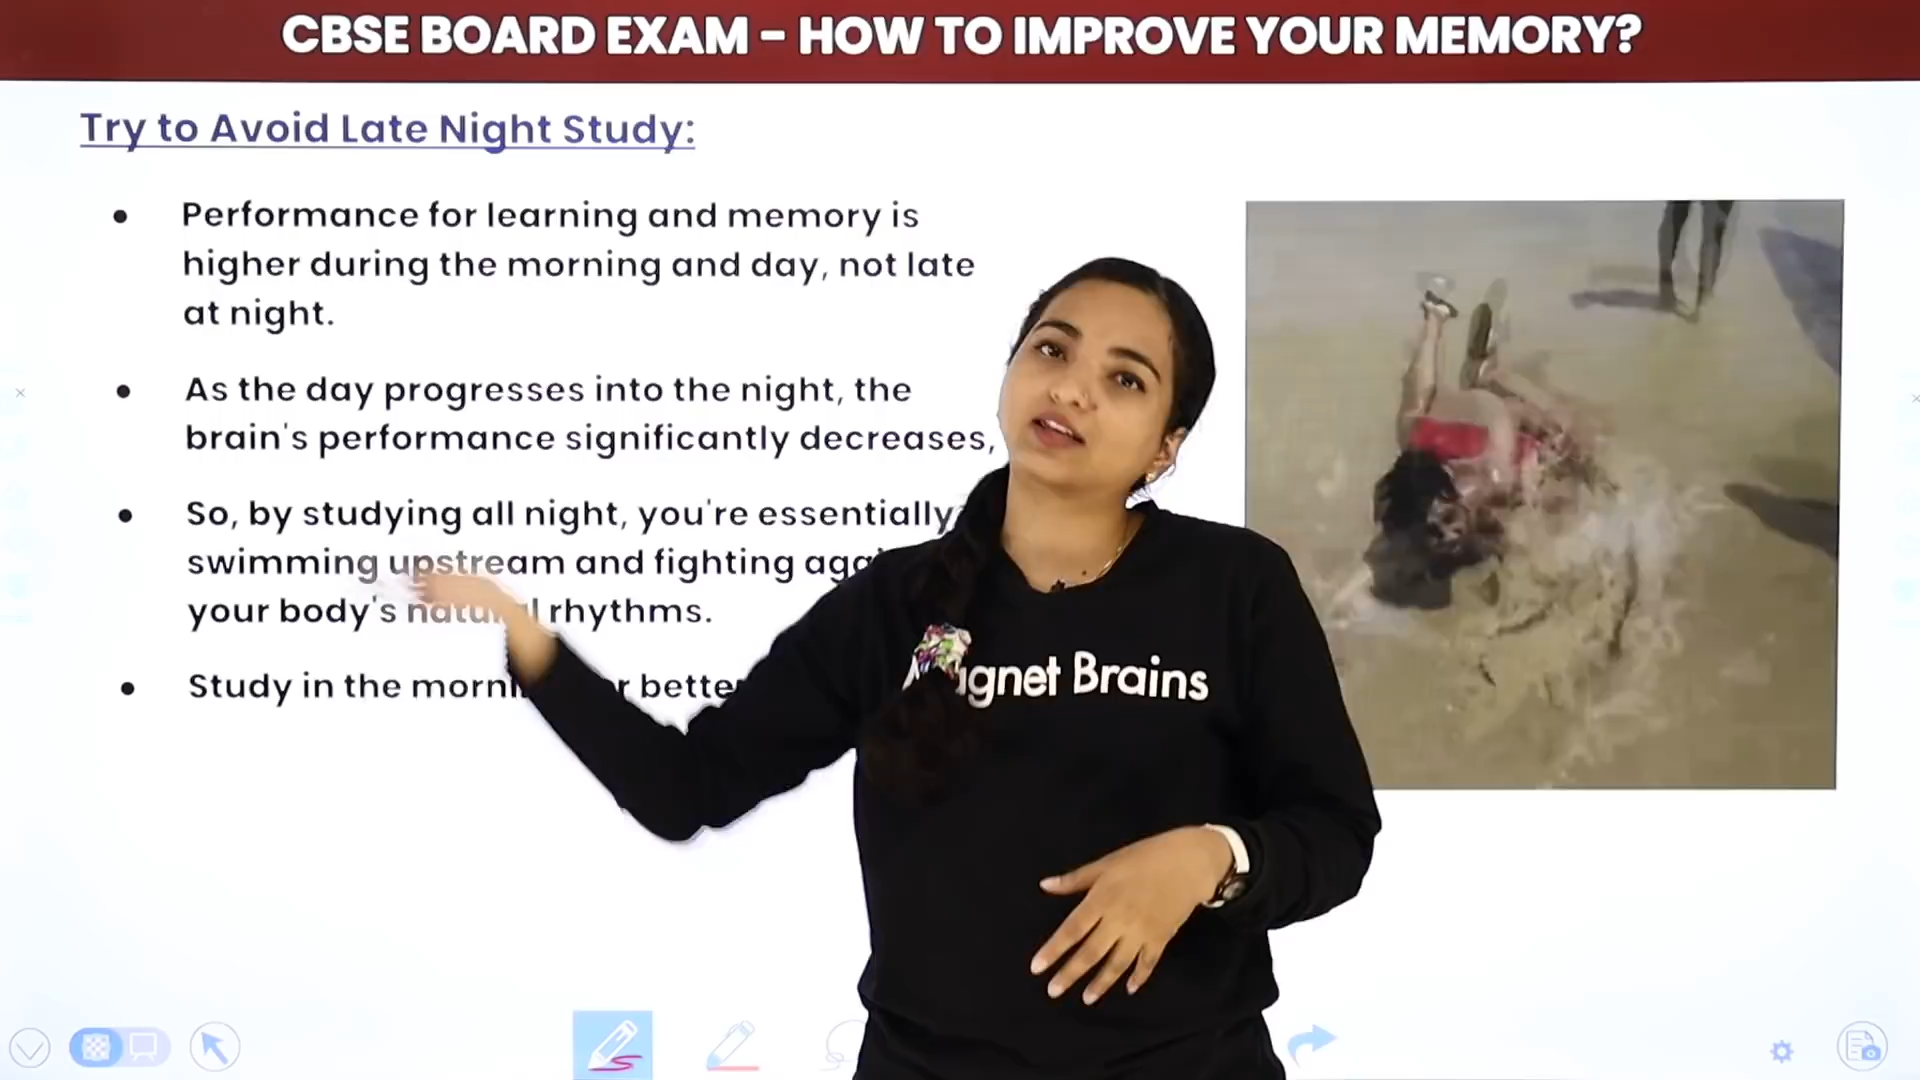 CBSE BOARD EXAM - HOW TO IMPROVE YOUR MEMORY?
Try to Avoid Late Night Study:
• Performance for learning and memory is
higher during the morning and day, not late
at night.
• As the day progresses into the night, the
brain's performance significantly decreases,
• So, by studying all night, you're essentially
swimming upstream and fighting
your body's natural rhythms.
• Study in the
Brains